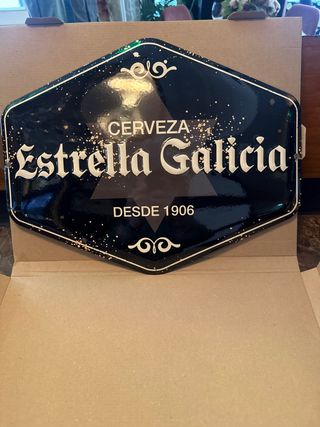 CERVEZA
Estrella Galicia
DESDE 1906